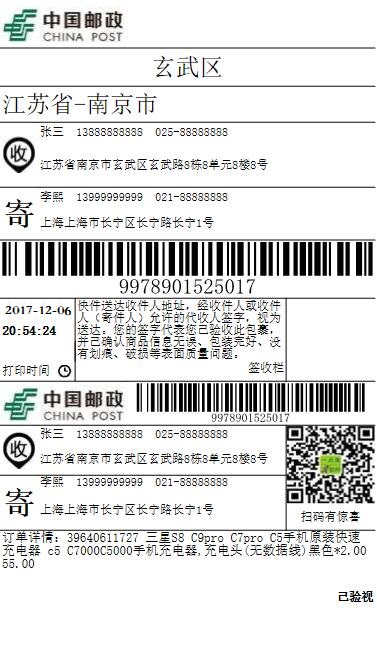 中国邮政
CHINA POST
玄武区
江苏省-南京市
张三 13888888888 025-88888888
收
江苏省南京市玄武区玄武路8栋8单元8楼8号
李熙 13999999999 021-88888888
寄
上海上海市长宁区长宁路长宁1号
9978901525017
2017-12-06
20:54:24
打印时间
快件送达收件人地址，经收件人或收件
人（寄件人）允许的代收人签字，视为
送达。您的签字代表您已验收此包裹，
并已确认商品信息无误、包装完好、没
有划痕、破损等表面质量问题。
签收栏
中国邮政
CHINA POST
9978901525017
张三 13888888888 025-88888888
收
江苏省南京市玄武区玄武路8栋8单元8楼8号
李熙 13999999999 021-88888888
寄
上海上海市长宁区长宁路长宁1号
扫码有惊喜
订单详情：39640611727 三星S8 C9pro C7pro C5手机原装快速
充电器 c5 C7000C5000手机充电器,充电头(无数据线)黑色*2.00
55.00
已验视